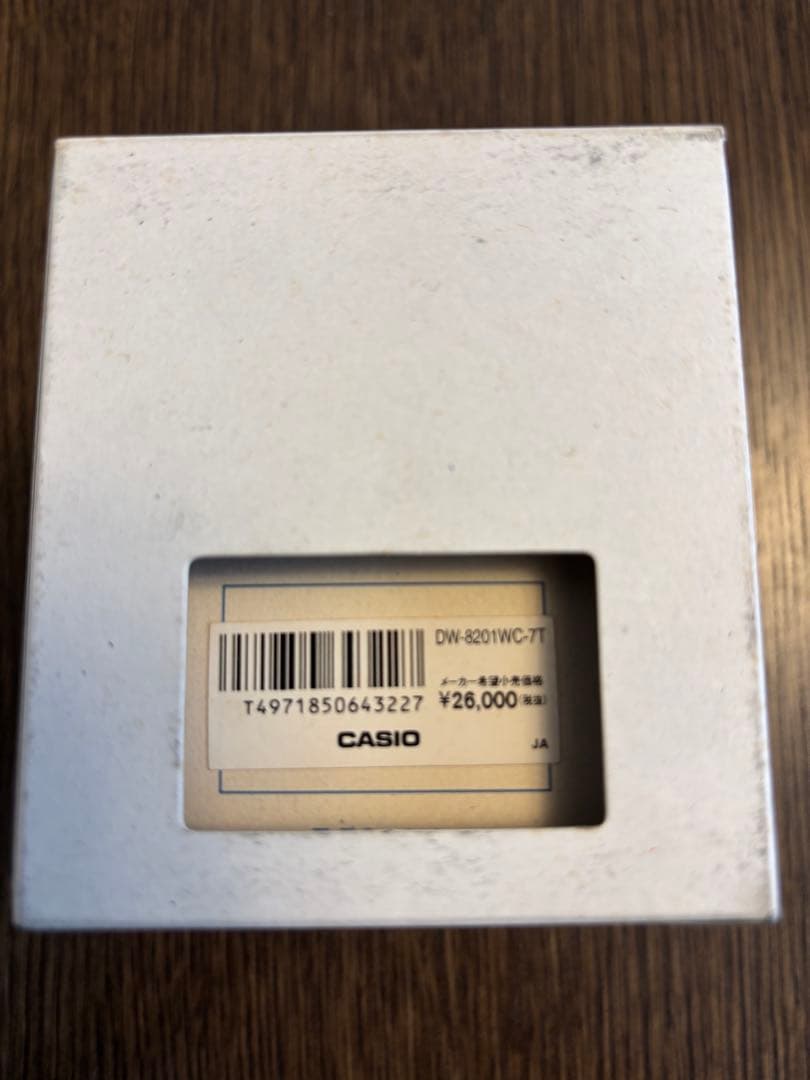 DW-8201WC-7T
メーカー希望小売価格
¥26,000(税抜)
T4971850643227
CASIO
JA